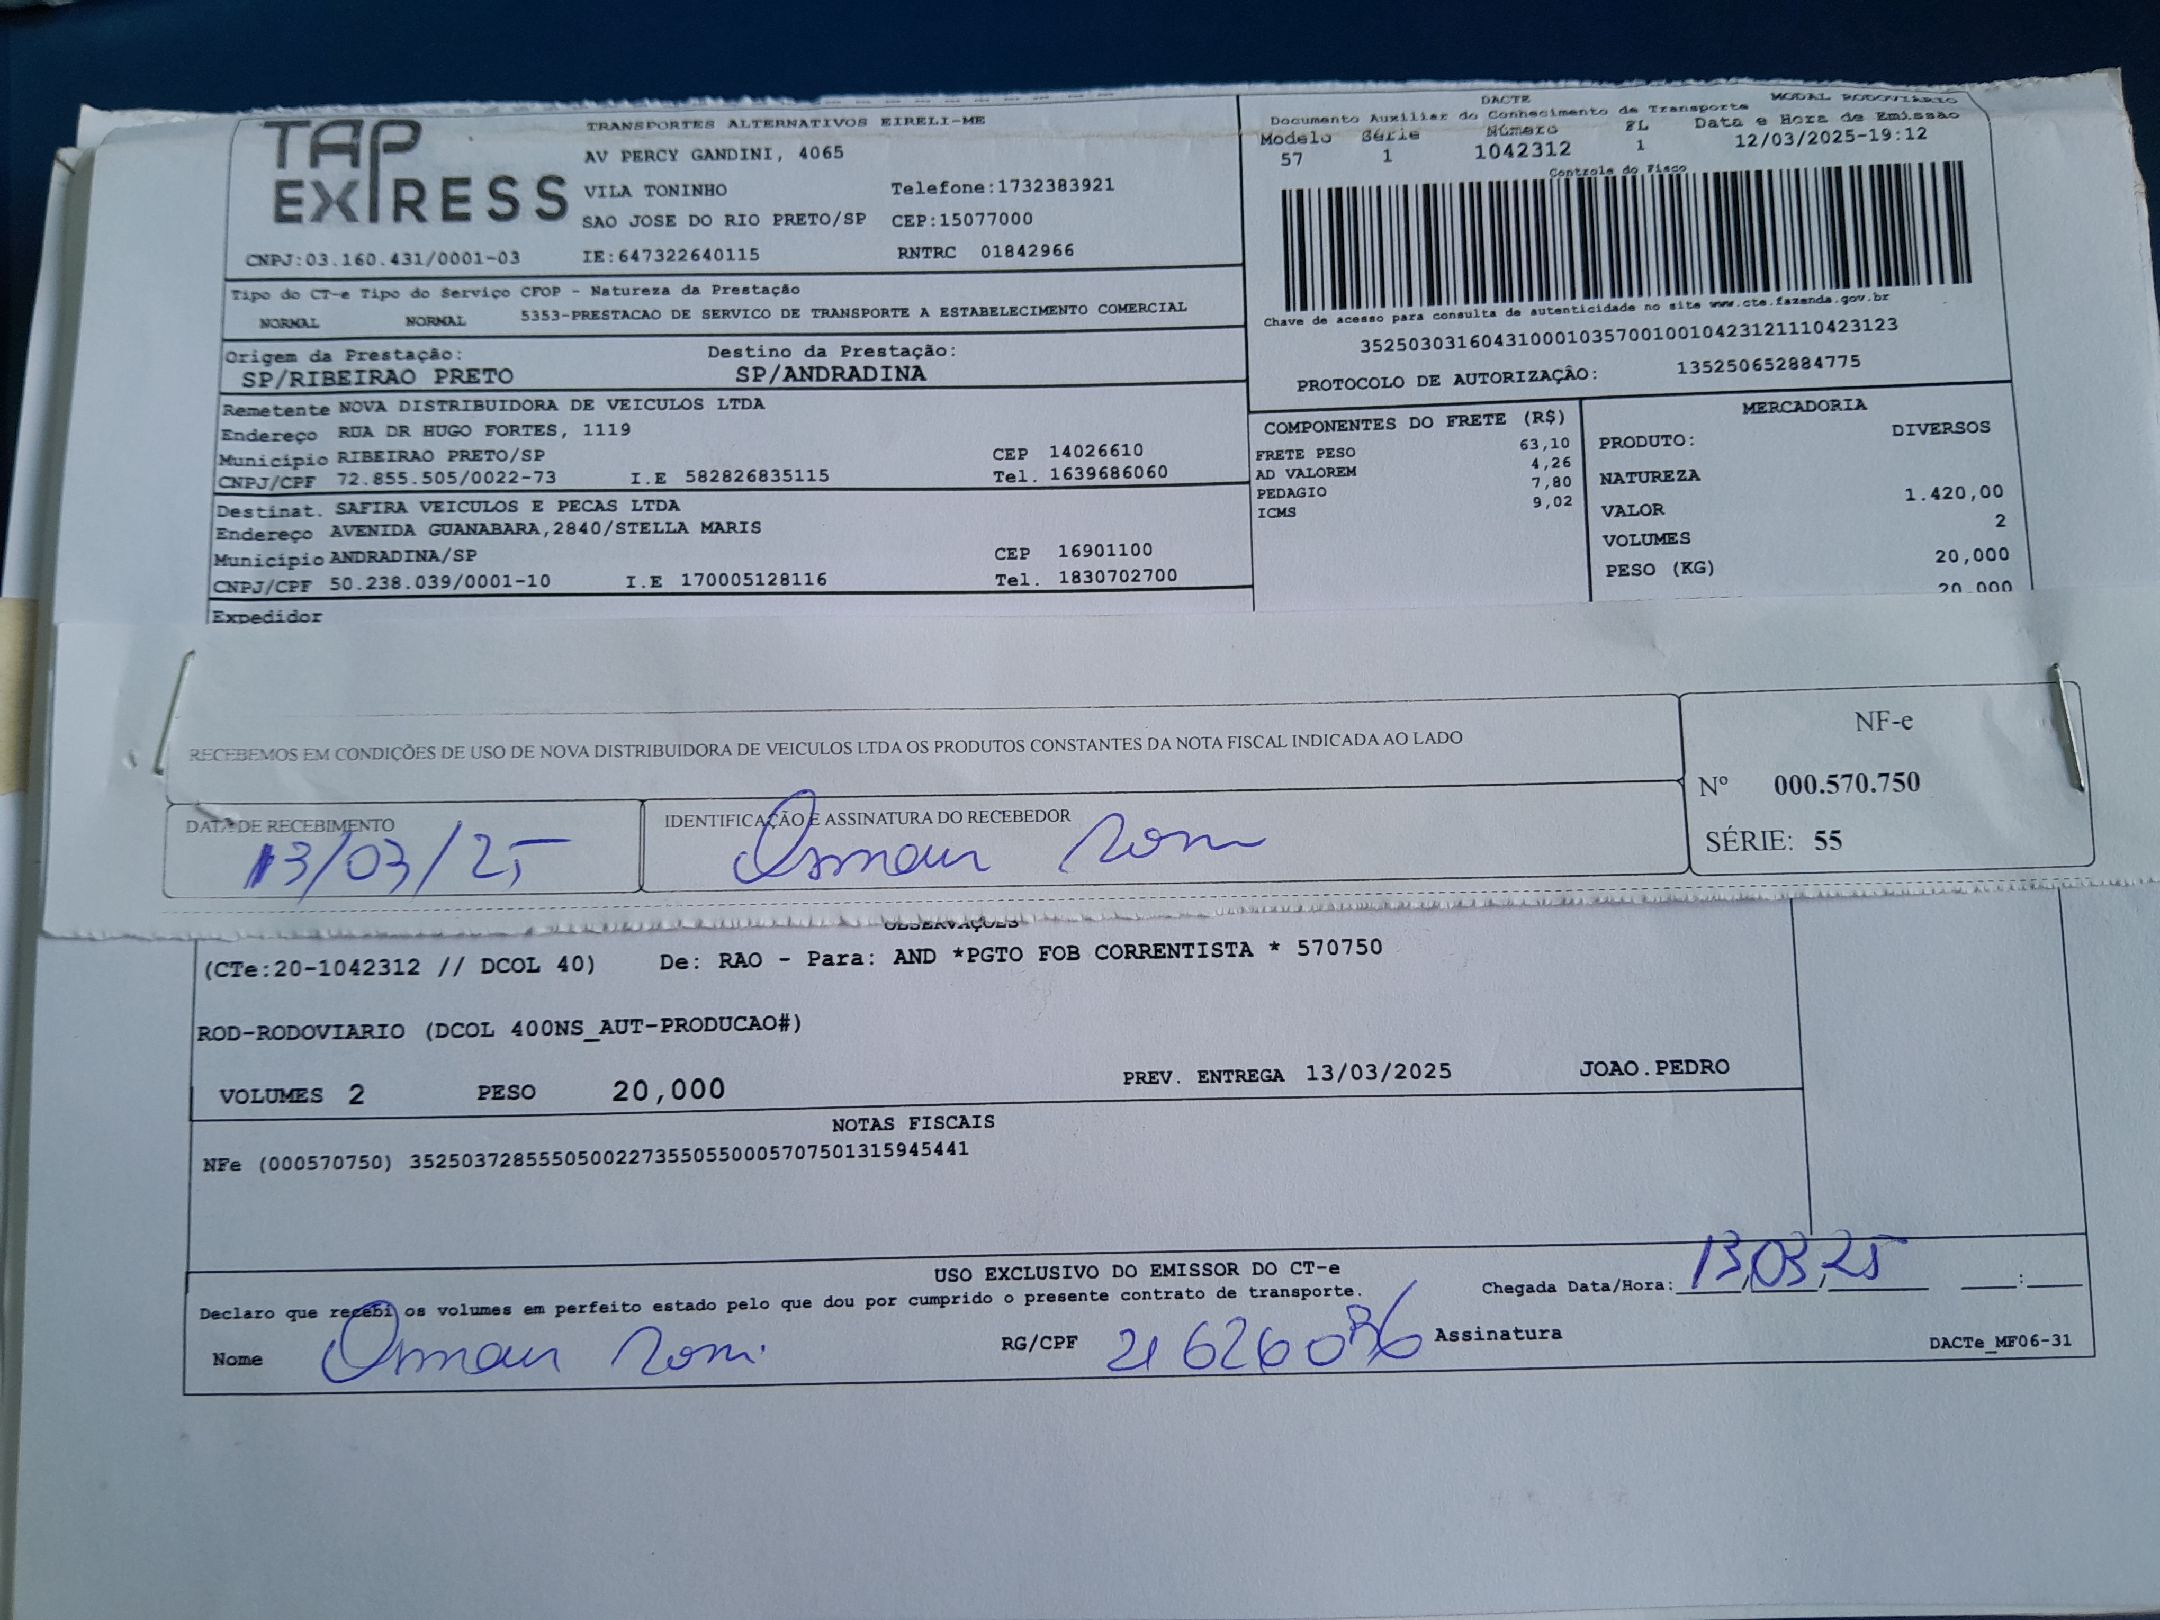 TAP EXPRESS
TRANSPORTES ALTERNATIVOS EIRELI-ME
AV PERCY GANDINI, 4065
VILA TONINHO Telefone:1732383921
SAO JOSE DO RIO PRETO/SP CEP:15077000
CNPJ:03.160.431/0001-03 IE:647322640115 RNTRC 01842966
DACTE MODAL RODOVIÁRIO
Documento Auxiliar do Conhecimento de Transporte
Modelo Série Número FL Data e Hora de Emissão
57 1 1042312 1 12/03/2025-19:12
Controle do Fisco
Chave de acesso para consulta de autenticidade no site www.cte.fazenda.gov.br
35250303160431000103570010010423121110423123
PROTOCOLO DE AUTORIZAÇÃO: 135250652884775
Tipo do CT-e Tipo do Serviço CFOP - Natureza da Prestação
NORMAL NORMAL 5353-PRESTACAO DE SERVICO DE TRANSPORTE A ESTABELECIMENTO COMERCIAL
Origem da Prestação: Destino da Prestação:
SP/RIBEIRAO PRETO SP/ANDRADINA
Remetente NOVA DISTRIBUIDORA DE VEICULOS LTDA
Endereço RUA DR HUGO FORTES, 1119
Município RIBEIRAO PRETO/SP CEP 14026610
CNPJ/CPF 72.855.505/0022-73 I.E 582826835115 Tel. 1639686060
Destinat. SAFIRA VEICULOS E PECAS LTDA
Endereço AVENIDA GUANABARA,2840/STELLA MARIS
Município ANDRADINA/SP CEP 16901100
CNPJ/CPF 50.238.039/0001-10 I.E 170005128116 Tel. 1830702700
Expedidor
COMPONENTES DO FRETE (R$)
FRETE PESO 63,10
AD VALOREM 4,26
PEDAGIO 7,80
ICMS 9,02
MERCADORIA
PRODUTO: DIVERSOS
NATUREZA
VALOR 1.420,00
VOLUMES 2
PESO (KG) 20,000
20,000
RECEBEMOS EM CONDIÇÕES DE USO DE NOVA DISTRIBUIDORA DE VEICULOS LTDA OS PRODUTOS CONSTANTES DA NOTA FISCAL INDICADA AO LADO
NF-e
Nº 000.570.750
SÉRIE: 55
DATA DE RECEBIMENTO IDENTIFICAÇÃO E ASSINATURA DO RECEBEDOR
13/03/25
OBSERVAÇÕES
(CTe:20-1042312 // DCOL 40) De: RAO - Para: AND *PGTO FOB CORRENTISTA * 570750
ROD-RODOVIARIO (DCOL 400NS_AUT-PRODUCAO#)
VOLUMES 2 PESO 20,000 PREV. ENTREGA 13/03/2025 JOAO.PEDRO
NOTAS FISCAIS
NFe (000570750) 35250372855505002273550550005707501315945441
USO EXCLUSIVO DO EMISSOR DO CT-e
Declaro que recebi os volumes em perfeito estado pelo que dou por cumprido o presente contrato de transporte. Chegada Data/Hora: 13,03,25 :
Nome RG/CPF Assinatura DACTe_MF06-31